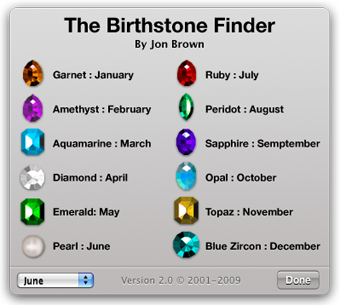 The Birthstone Finder
By Jon Brown
Garnet : January
Ruby : July
Amethyst : February
Peridot : August
Aquamarine : March
Sapphire : Semptember
Diamond : April
Opal : October
Emerald: May
Topaz : November
Pearl : June
Blue Zircon : December
June
Version 2.0 © 2001-2009
Done